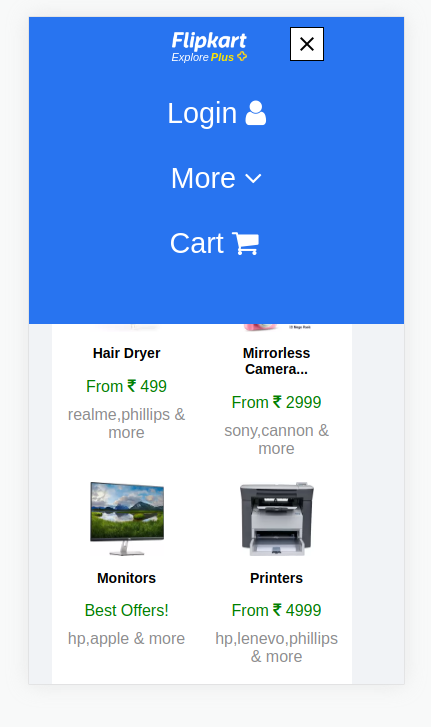 Flipkart
Explore Plus
Login
More
Cart
Hair Dryer
Mirrorless
Camera...
From ₹ 499
From ₹ 2999
realme,phillips &
more
sony,cannon &
more
Monitors
Printers
Best Offers!
From ₹ 4999
hp,apple & more
hp,lenevo,phillips
& more